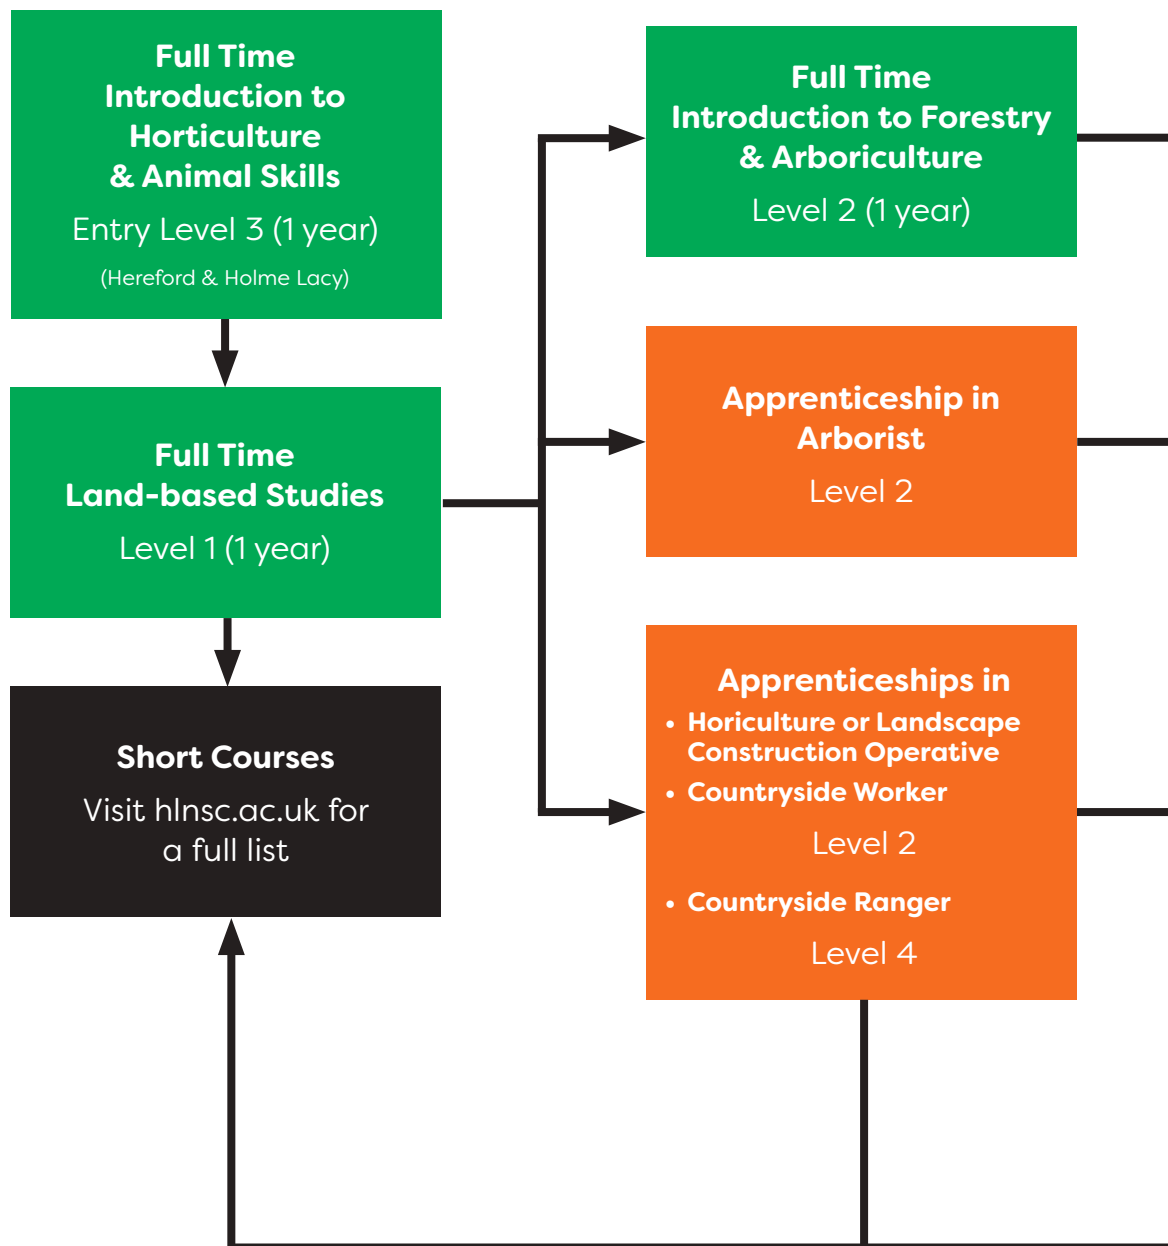 Full Time
Introduction to
Horticulture
& Animal Skills
Entry Level 3 (1 year)
(Hereford & Holme Lacy)
Full Time
Land-based Studies
Level 1 (1 year)
Short Courses
Visit hlnsc.ac.uk for
a full list
Full Time
Introduction to Forestry
& Arboriculture
Level 2 (1 year)
Apprenticeship in
Arborist
Level 2
Apprenticeships in
• Horiculture or Landscape
Construction Operative
• Countryside Worker
Level 2
• Countryside Ranger
Level 4